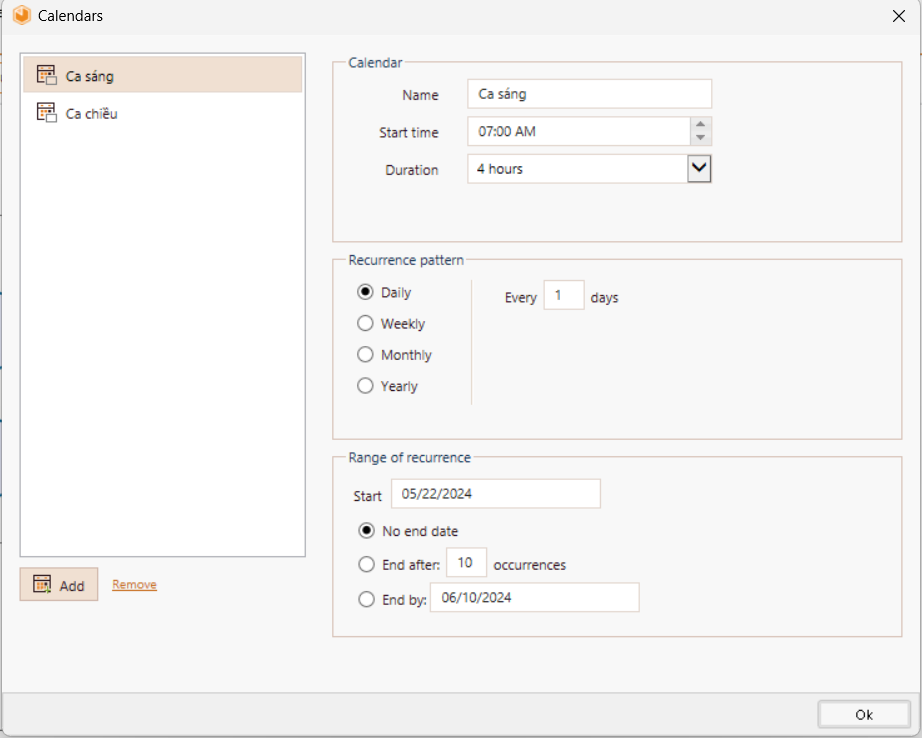 Calendars
Ca sáng
Ca chiều
Add
Remove
Calendar
Name Ca sáng
Start time 07:00 AM
Duration 4 hours
Recurrence pattern
Daily
Weekly
Monthly
Yearly
Every 1 days
Range of recurrence
Start 05/22/2024
No end date
End after: 10 occurrences
End by: 06/10/2024
Ok